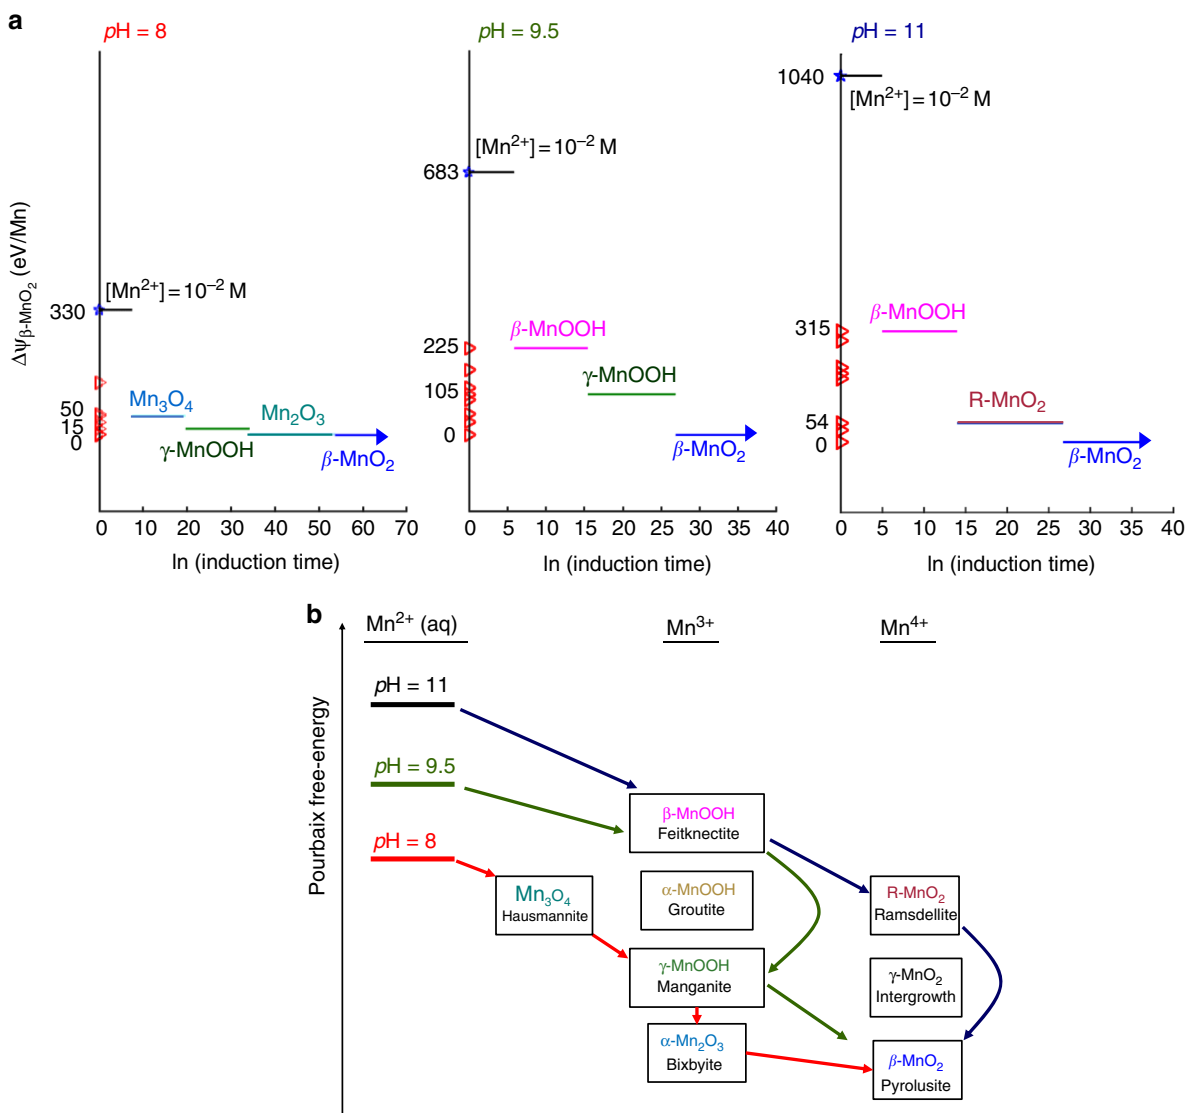 a
pH = 8
pH = 9.5
pH = 11
Δψβ-MnO₂ (eV/Mn)
330
50
15
0
[Mn²⁺] = 10⁻² M
Mn₃O₄
γ-MnOOH
Mn₂O₃
β-MnO₂
0 10 20 30 40 50 60 70
ln (induction time)
683
225
105
0
[Mn²⁺] = 10⁻² M
β-MnOOH
γ-MnOOH
β-MnO₂
0 5 10 15 20 25 30 35 40
ln (induction time)
1040
315
54
0
[Mn²⁺] = 10⁻² M
β-MnOOH
R-MnO₂
β-MnO₂
0 5 10 15 20 25 30 35 40
ln (induction time)
b
Mn²⁺ (aq)
Mn³⁺
Mn⁴⁺
Pourbaix free-energy
pH = 11
pH = 9.5
pH = 8
β-MnOOH
Feitknectite
Mn₃O₄
Hausmannite
α-MnOOH
Groutite
R-MnO₂
Ramsdellite
γ-MnOOH
Manganite
γ-MnO₂
Intergrowth
α-Mn₂O₃
Bixbyite
β-MnO₂
Pyrolusite